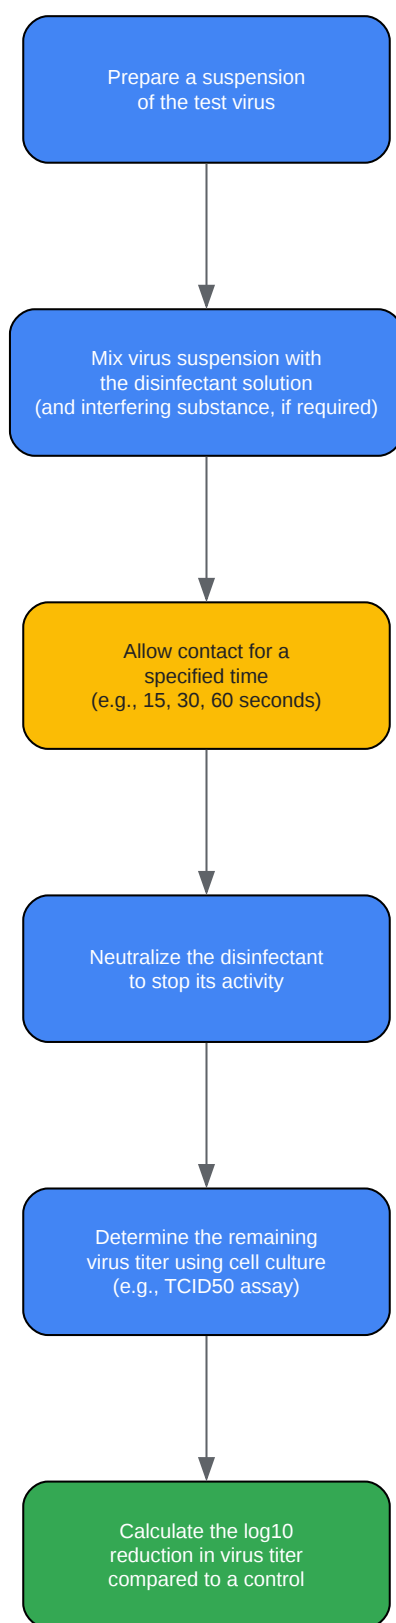 Prepare a suspension
of the test virus
Mix virus suspension with
the disinfectant solution
(and interfering substance, if required)
Allow contact for a
specified time
(e.g., 15, 30, 60 seconds)
Neutralize the disinfectant
to stop its activity
Determine the remaining
virus titer using cell culture
(e.g., TCID50 assay)
Calculate the log10
reduction in virus titer
compared to a control